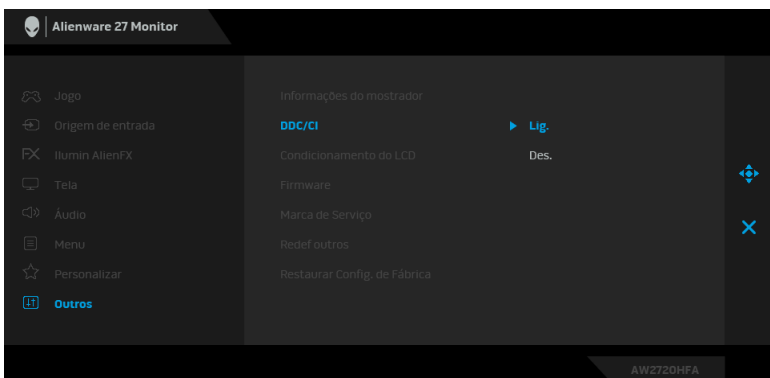 Alienware 27 Monitor
Jogo
Origem de entrada
FX Ilumin AlienFX
Tela
Áudio
Menu
Personalizar
Outros
Informações do mostrador
DDC/CI
Condicionamento do LCD
Firmware
Marca de Serviço
Redef outros
Restaurar Config. de Fábrica
Lig.
Des.
AW2720HFA